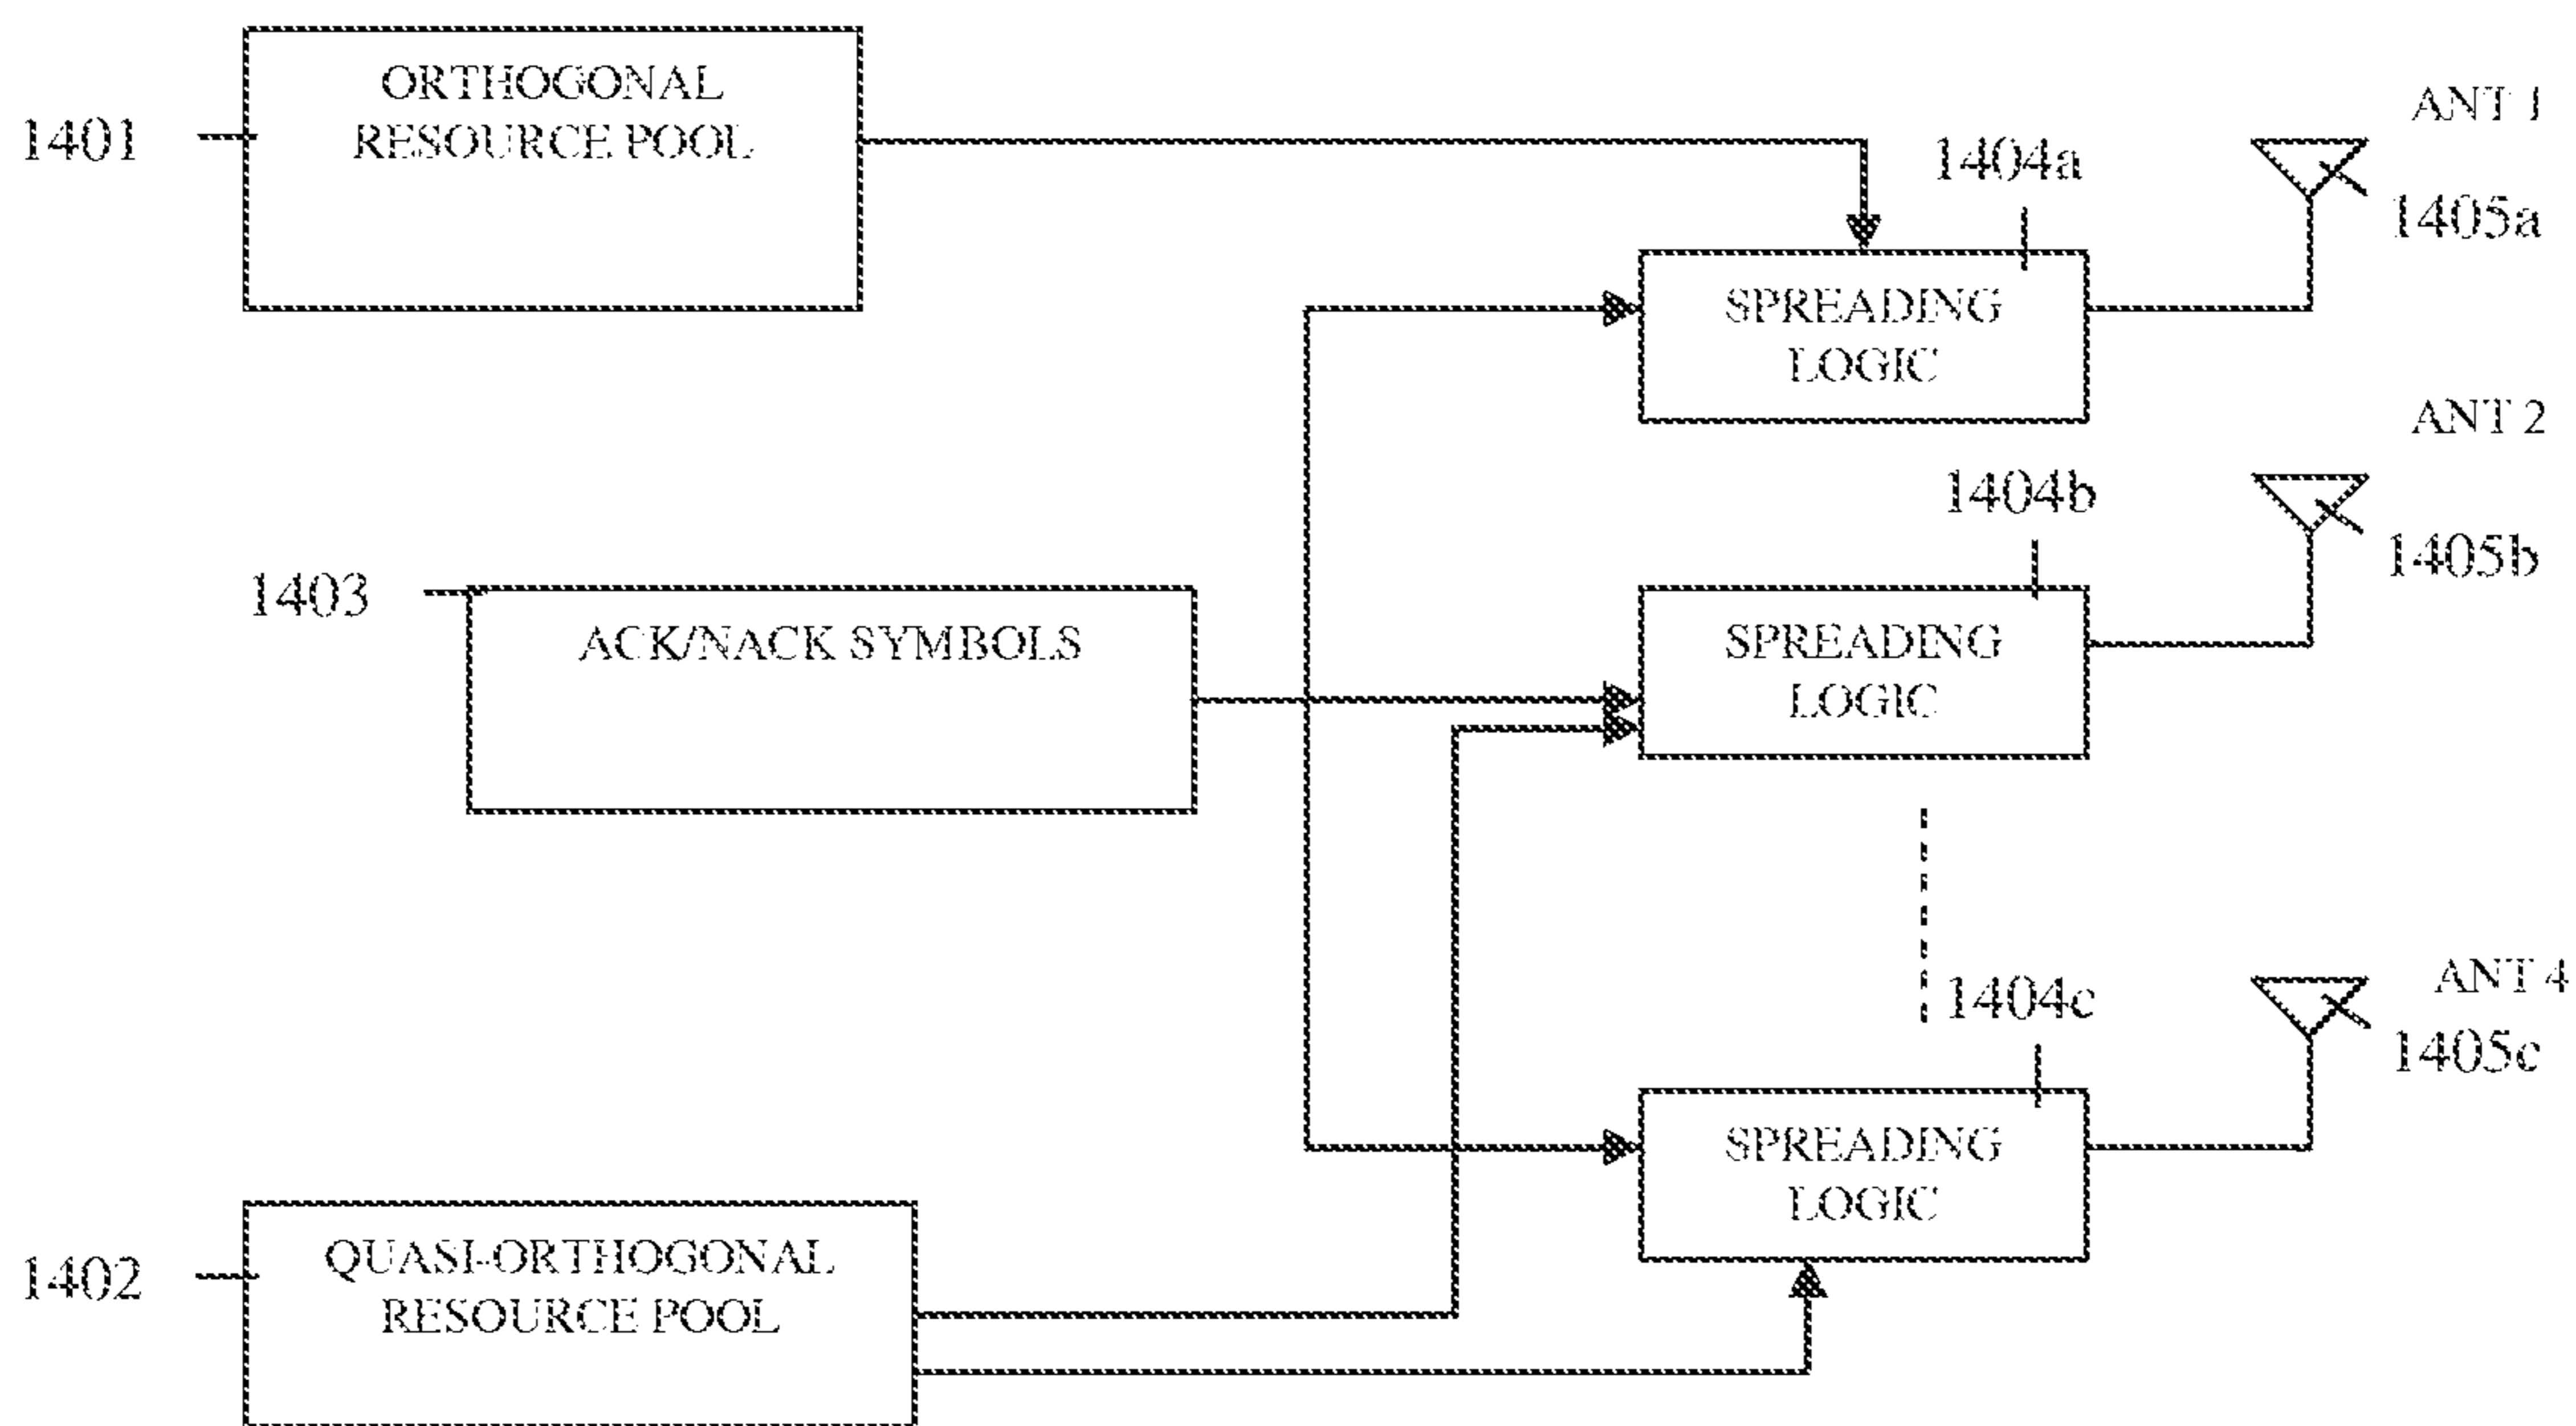 ORTHOGONAL
RESOURCE POOL
1401
ANT 1
1404a
1405a
SPREADING
LOGIC
ANT 2
1404b
1405b
1403
ACK/NACK SYMBOLS
SPREADING
LOGIC
ANT 4
1404c
1405c
SPREADING
LOGIC
1402
QUASI-ORTHOGONAL
RESOURCE POOL